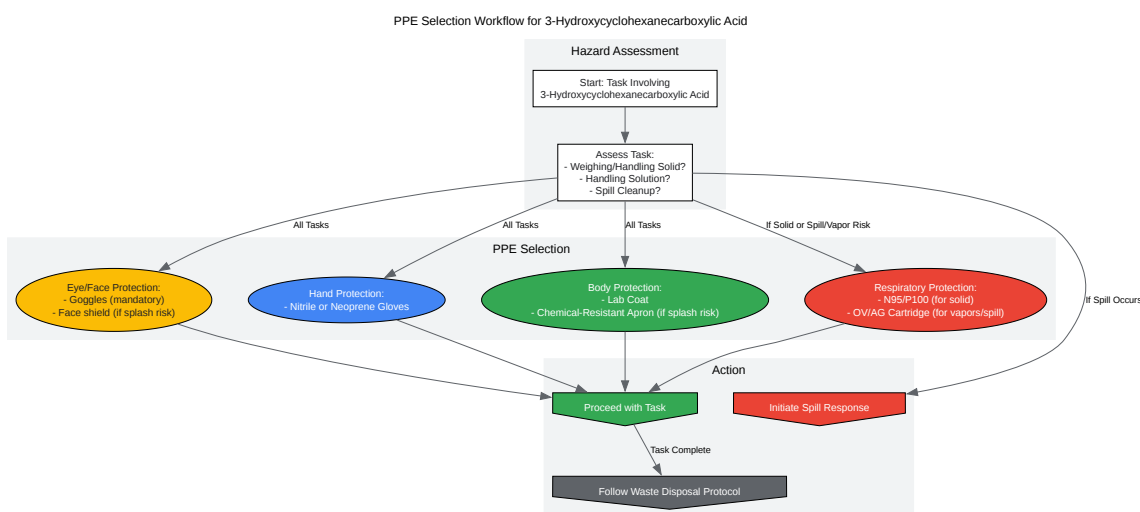 PPE Selection Workflow for 3-Hydroxycyclohexanecarboxylic Acid
Hazard Assessment
Start: Task Involving
3-Hydroxycyclohexanecarboxylic Acid
Assess Task:
- Weighing/Handling Solid?
- Handling Solution?
- Spill Cleanup?
All Tasks
All Tasks
All Tasks
If Solid or Spill/Vapor Risk
If Spill Occurs
PPE Selection
Eye/Face Protection:
- Goggles (mandatory)
- Face shield (if splash risk)
Hand Protection:
- Nitrile or Neoprene Gloves
Body Protection:
- Lab Coat
- Chemical-Resistant Apron (if splash risk)
Respiratory Protection:
- N95/P100 (for solid)
- OV/AG Cartridge (for vapors/spill)
Action
Proceed with Task
Initiate Spill Response
Task Complete
Follow Waste Disposal Protocol